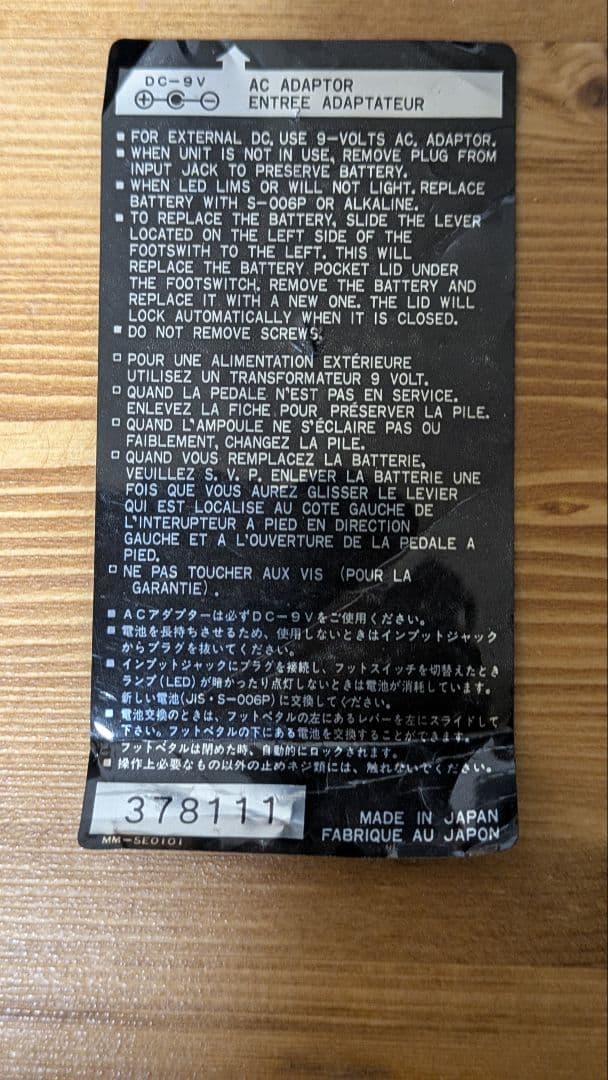 DC-9V
AC ADAPTOR
ENTREE ADAPTATEUR
■ FOR EXTERNAL DC, USE 9-VOLTS AC. ADAPTOR.
■ WHEN UNIT IS NOT IN USE, REMOVE PLUG FROM
INPUT JACK TO PRESERVE BATTERY.
■ WHEN LED LIMS OR WILL NOT LIGHT. REPLACE
BATTERY WITH S-006P OR ALKALINE.
■ TO REPLACE THE BATTERY, SLIDE THE LEVER
LOCATED ON THE LEFT SIDE OF THE
FOOTSWITH TO THE LEFT. THIS WILL
REPLACE THE BATTERY POCKET LID UNDER
THE FOOTSWITCH. REMOVE THE BATTERY AND
REPLACE IT WITH A NEW ONE. THE LID WILL
LOCK AUTOMATICALLY WHEN IT IS CLOSED.
■ DO NOT REMOVE SCREWS.
□ POUR UNE ALIMENTATION EXTÉRIEURE
UTILISEZ UN TRANSFORMATEUR 9 VOLT.
□ QUAND LA PEDALE N'EST PAS EN SERVICE.
ENLEVEZ LA FICHE POUR PRÉSERVER LA PILE.
□ QUAND L'AMPOULE NE S'ÉCLAIRE PAS OU
FAIBLEMENT, CHANGEZ LA PILE.
□ QUAND VOUS REMPLACEZ LA BATTERIE,
VEUILLEZ S. V. P. ENLEVER LA BATTERIE UNE
FOIS QUE VOUS AUREZ GLISSER LE LEVIER
QUI EST LOCALISE AU COTE GAUCHE DE
L'INTERUPTEUR A PIED EN DIRECTION
GAUCHE ET A L'OUVERTURE DE LA PEDALE A
PIED.
□ NE PAS TOUCHER AUX VIS (POUR LA
GARANTIE).
■ ACアダプターは必ずDC-9Vをご使用ください。
■ 電池を長持ちさせるため、使用しないときはインプットジャック
からプラグを抜いてください。
■ インプットジャックにプラグを接続し、フットスイッチを切替えたとき
ランプ(LED)が暗かったり点灯しないときは電池が消耗しています。
新しい電池(JIS・S-006P)に交換してください。
■ 電池交換のときは、フットペタルの左にあるレバーを左にスライドして
下さい。フットペタルの下にある電池を交換することができます。
フットペタルは閉めた時、自動的にロックされます。
■ 操作上必要なもの以外の止めネジ類には、触れないでください。
378111
MADE IN JAPAN
FABRIQUE AU JAPON
MM-SE0101